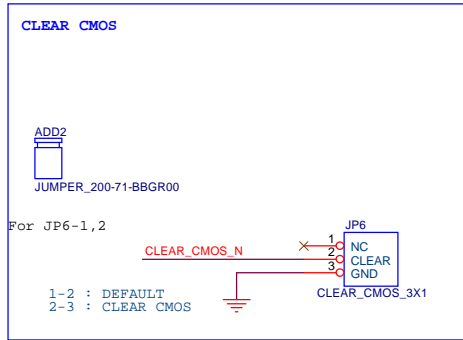 CLEAR CMOS
ADD2
JUMPER_200-71-BBGR00
For JP6-1,2
JP6
CLEAR_CMOS_N
1 NC
2 CLEAR
3 GND
CLEAR_CMOS_3X1
1-2 : DEFAULT
2-3 : CLEAR CMOS